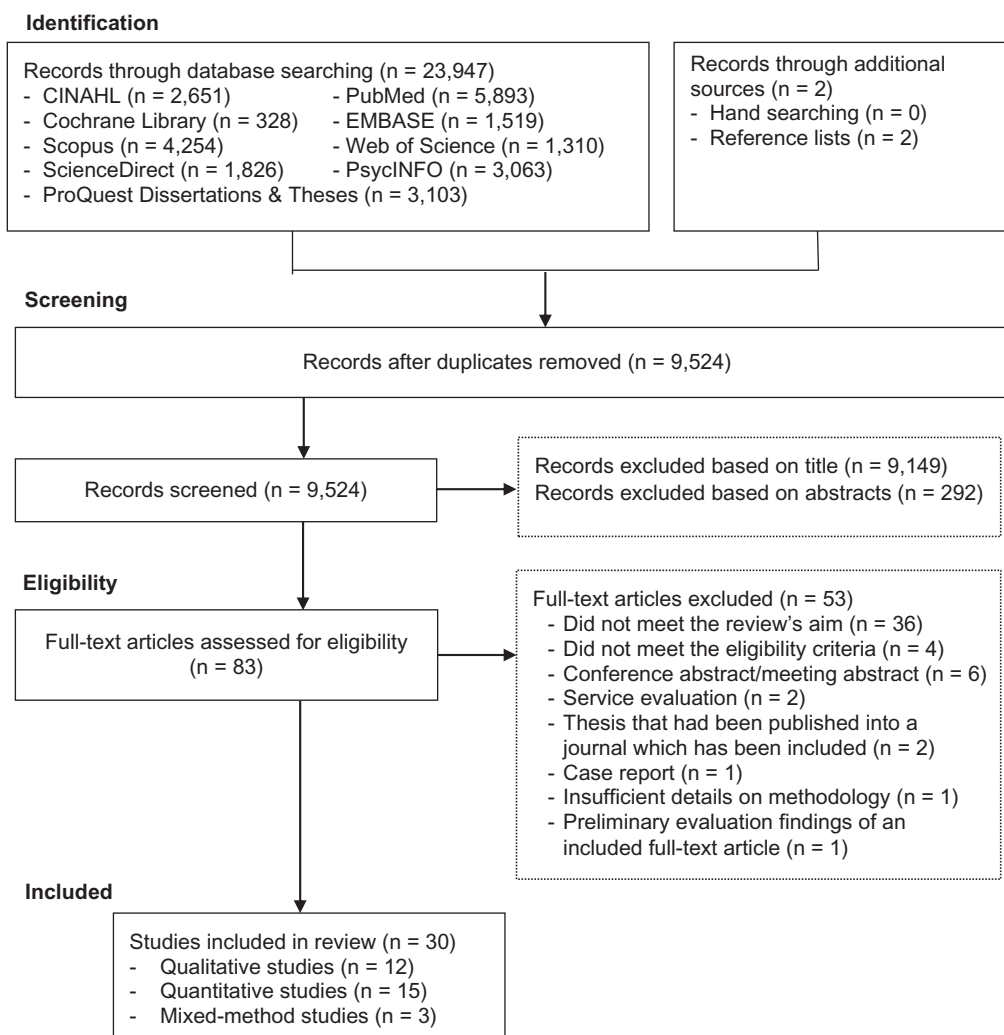 Identification
Records through database searching (n = 23,947)
- CINAHL (n = 2,651)
- PubMed (n = 5,893)
- Cochrane Library (n = 328)
- EMBASE (n = 1,519)
- Scopus (n = 4,254)
- Web of Science (n = 1,310)
- ScienceDirect (n = 1,826)
- PsycINFO (n = 3,063)
- ProQuest Dissertations & Theses (n = 3,103)
Records through additional
sources (n = 2)
- Hand searching (n = 0)
- Reference lists (n = 2)
Screening
Records after duplicates removed (n = 9,524)
Records screened (n = 9,524)
Records excluded based on title (n = 9,149)
Records excluded based on abstracts (n = 292)
Eligibility
Full-text articles assessed for eligibility
(n = 83)
Full-text articles excluded (n = 53)
- Did not meet the review's aim (n = 36)
- Did not meet the eligibility criteria (n = 4)
- Conference abstract/meeting abstract (n = 6)
- Service evaluation (n = 2)
- Thesis that had been published into a
journal which has been included (n = 2)
- Case report (n = 1)
- Insufficient details on methodology (n = 1)
- Preliminary evaluation findings of an
included full-text article (n = 1)
Included
Studies included in review (n = 30)
- Qualitative studies (n = 12)
- Quantitative studies (n = 15)
- Mixed-method studies (n = 3)